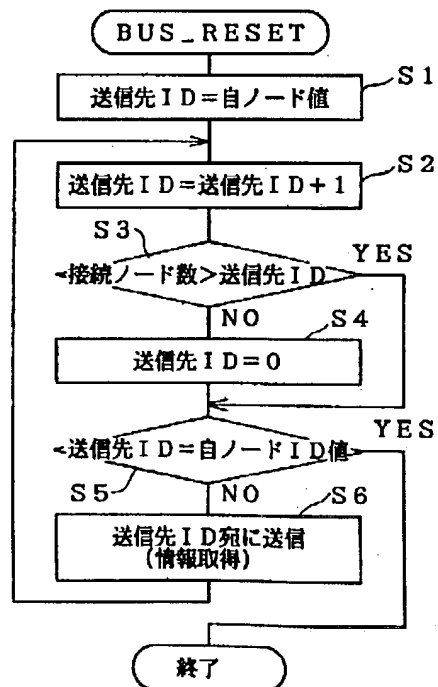 BUS_RESET
S1
送信先ID=自ノード値
S2
送信先ID=送信先ID+1
S3
YES
接続ノード数>送信先ID
NO
S4
送信先ID=0
YES
送信先ID=自ノードID値
S5
NO
S6
送信先ID宛に送信
(情報取得)
終了